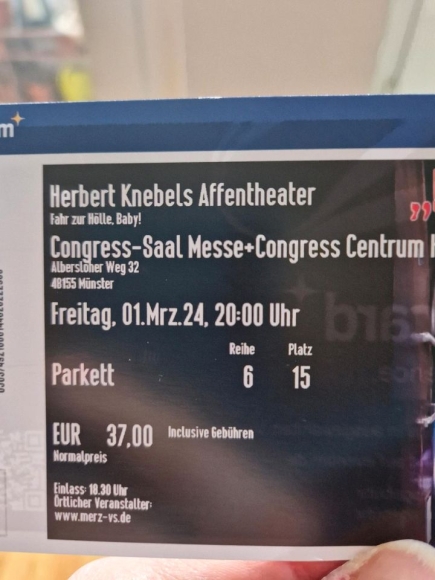 Herbert Knebels Affentheater
Fahr zur Hölle, Baby!
Congress-Saal Messe+Congress Centrum
Albersloher Weg 32
48155 Münster
Freitag, 01.Mrz.24, 20:00 Uhr
Reihe Platz
Parkett 6 15
EUR 37,00 Inclusive Gebühren
Normalpreis
Einlass: 18.30 Uhr
Örtlicher Veranstalter:
www.merz-vs.de